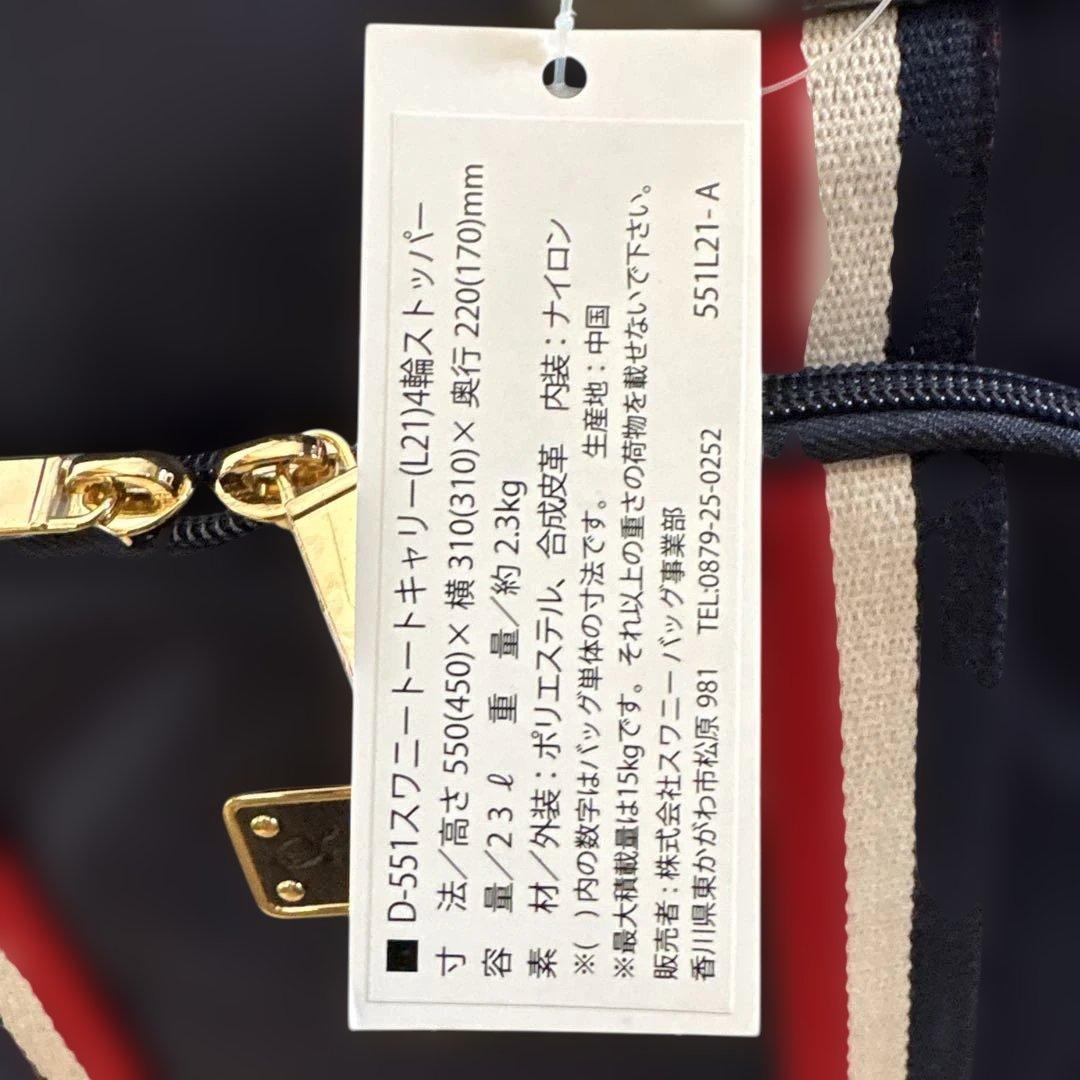 ■ D-551スワニートートキャリー(L21)4輪ストッパー
寸　法／高さ 550(450)× 横 310(310)× 奥行 220(170)mm
容　量／２３ℓ　重　量／約 2.3kg
素　材／外装：ポリエステル、合成皮革　内装：ナイロン
※(　) 内の数字はバッグ単体の寸法です。　生産地：中国
※最大積載量は15kgです。それ以上の重さの荷物を載せないで下さい。
販売者：株式会社スワニーバッグ事業部
香川県東かがわ市松原 981　TEL:0879-25-0252　551L21- A